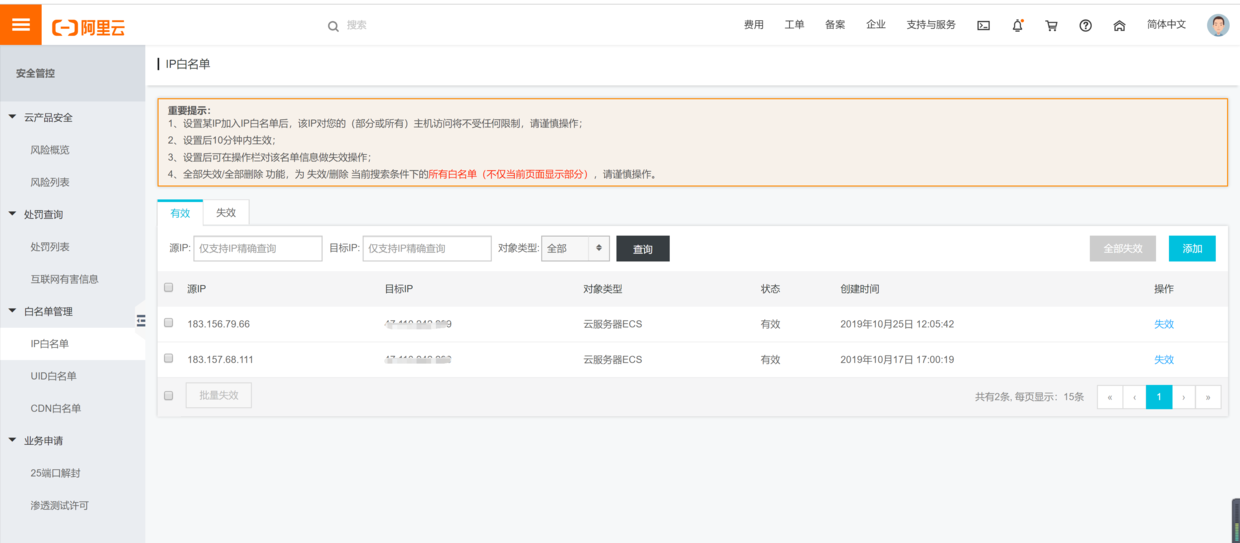 阿里云
搜索
费用 工单 备案 企业 支持与服务 简体中文
安全管控
云产品安全
风险概览
风险列表
处罚查询
处罚列表
互联网有害信息
白名单管理
IP白名单
UID白名单
CDN白名单
业务申请
25端口解封
渗透测试许可
IP白名单
重要提示:
1、设置某IP加入IP白名单后，该IP对您的（部分或所有）主机访问将不受任何限制，请谨慎操作;
2、设置后10分钟内生效;
3、设置后可在操作栏对该名单信息做失效操作;
4、全部失效/全部删除 功能，为 失效/删除 当前搜索条件下的所有白名单（不仅当前页面显示部分），请谨慎操作。
有效 失效
源IP: 仅支持IP精确查询 目标IP: 仅支持IP精确查询 对象类型: 全部 查询 全部失效 添加
源IP 目标IP 对象类型 状态 创建时间 操作
183.156.79.66 云服务器ECS 有效 2019年10月25日 12:05:42 失效
183.157.68.111 云服务器ECS 有效 2019年10月17日 17:00:19 失效
批量失效 共有2条, 每页显示: 15条 « ‹ 1 › »